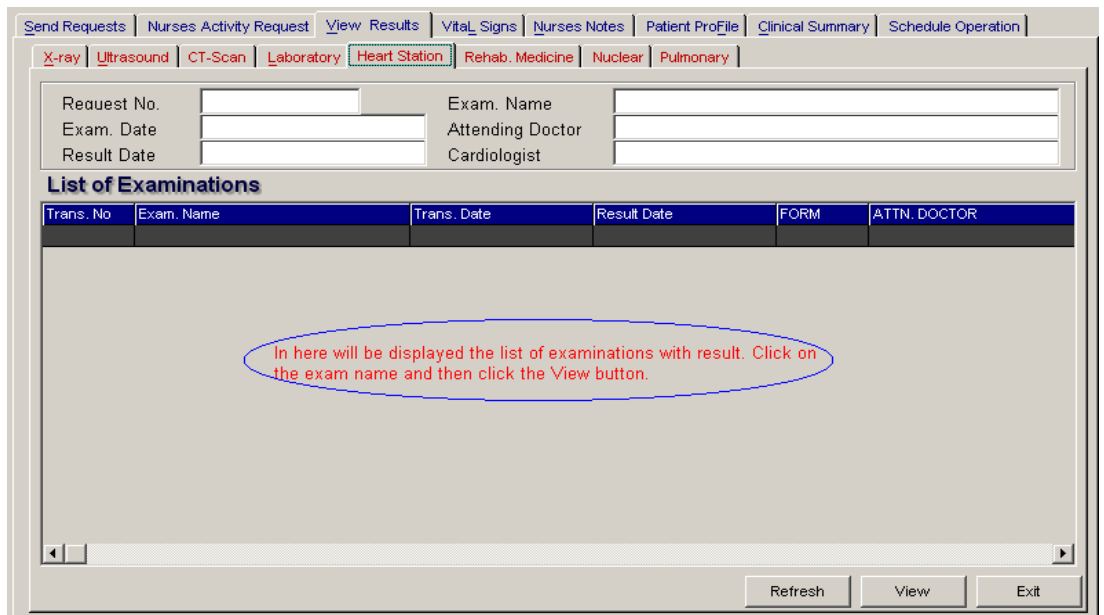 Send Requests Nurses Activity Request View Results VitaL Signs Nurses Notes Patient ProFile Clinical Summary Schedule Operation
X-ray Ultrasound CT-Scan Laboratory Heart Station Rehab. Medicine Nuclear Pulmonary
Request No. Exam. Name
Exam. Date Attending Doctor
Result Date Cardiologist
List of Examinations
Trans. No Exam. Name Trans. Date Result Date FORM ATTN. DOCTOR
In here will be displayed the list of examinations with result. Click on
the exam name and then click the View button.
Refresh View Exit